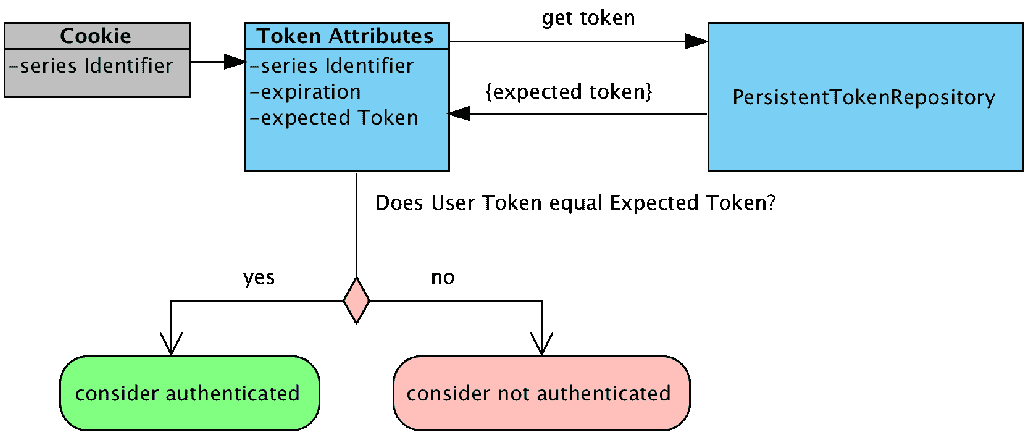 Cookie
-series Identifier
Token Attributes
-series Identifier
-expiration
-expected Token
get token
{expected token}
PersistentTokenRepository
Does User Token equal Expected Token?
yes
no
consider authenticated
consider not authenticated